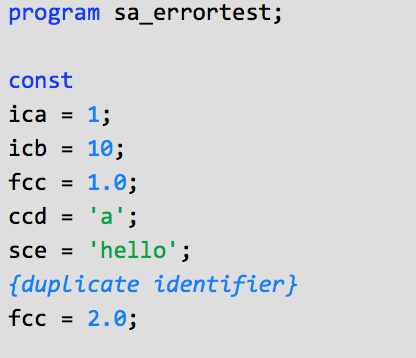 program sa_errortest;
const
ica = 1;
icb = 10;
fcc = 1.0;
ccd = 'a';
sce = 'hello';
{duplicate identifier}
fcc = 2.0;